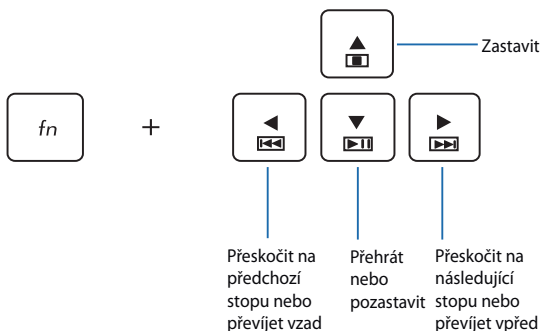 Zastavit
fn
+
Přeskočit na
předchozí
stopu nebo
převíjet vzad
Přehrát
nebo
pozastavit
Přeskočit na
následující
stopu nebo
převíjet vpřed